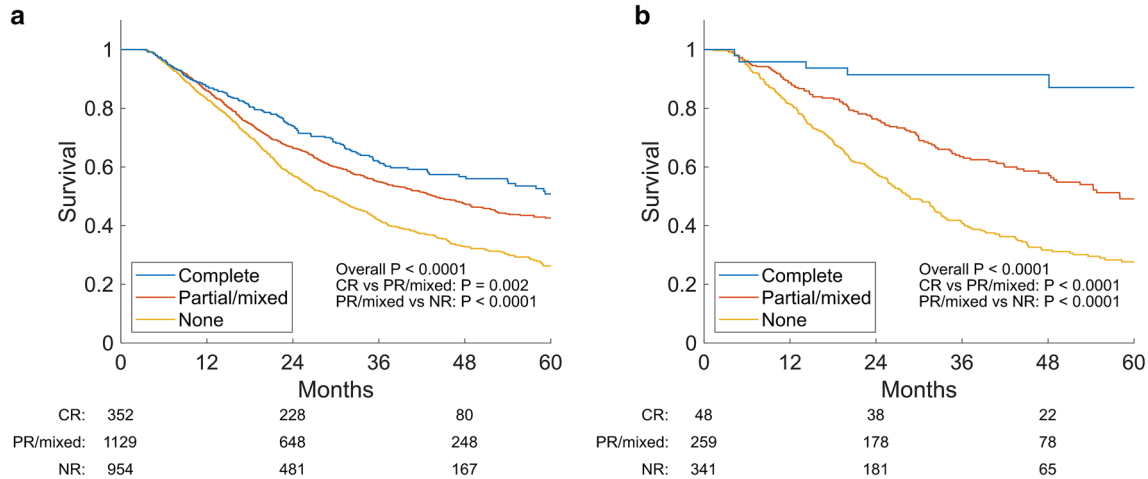 a
1
0.8
0.6
0.4
0.2
0
Survival
Complete
Partial/mixed
None
Overall P < 0.0001
CR vs PR/mixed: P = 0.002
PR/mixed vs NR: P < 0.0001
0 12 24 36 48 60
Months
CR: 352 228 80
PR/mixed: 1129 648 248
NR: 954 481 167
b
1
0.8
0.6
0.4
0.2
0
Survival
Complete
Partial/mixed
None
Overall P < 0.0001
CR vs PR/mixed: P < 0.0001
PR/mixed vs NR: P < 0.0001
0 12 24 36 48 60
Months
CR: 48 38 22
PR/mixed: 259 178 78
NR: 341 181 65